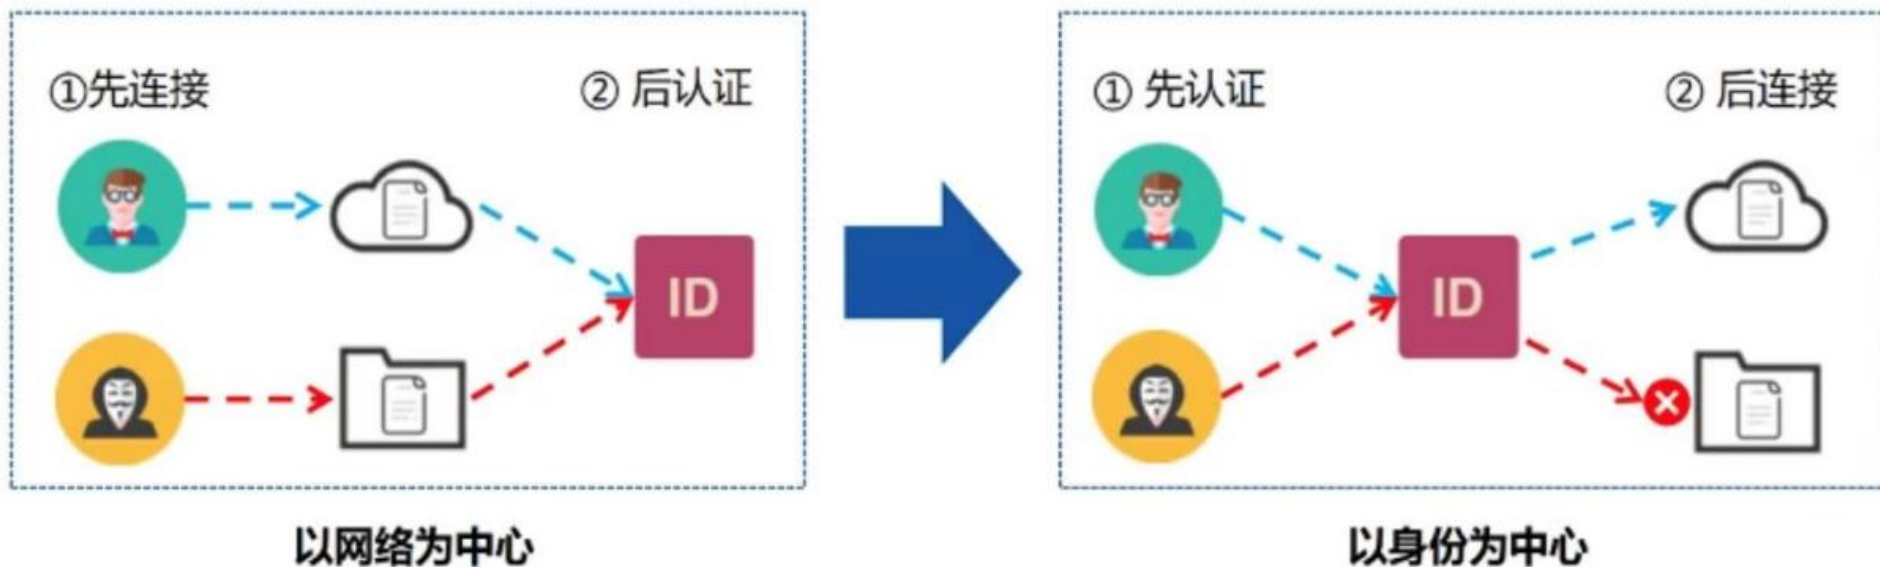 ①先连接
② 后认证
ID
以网络为中心
① 先认证
② 后连接
ID
以身份为中心